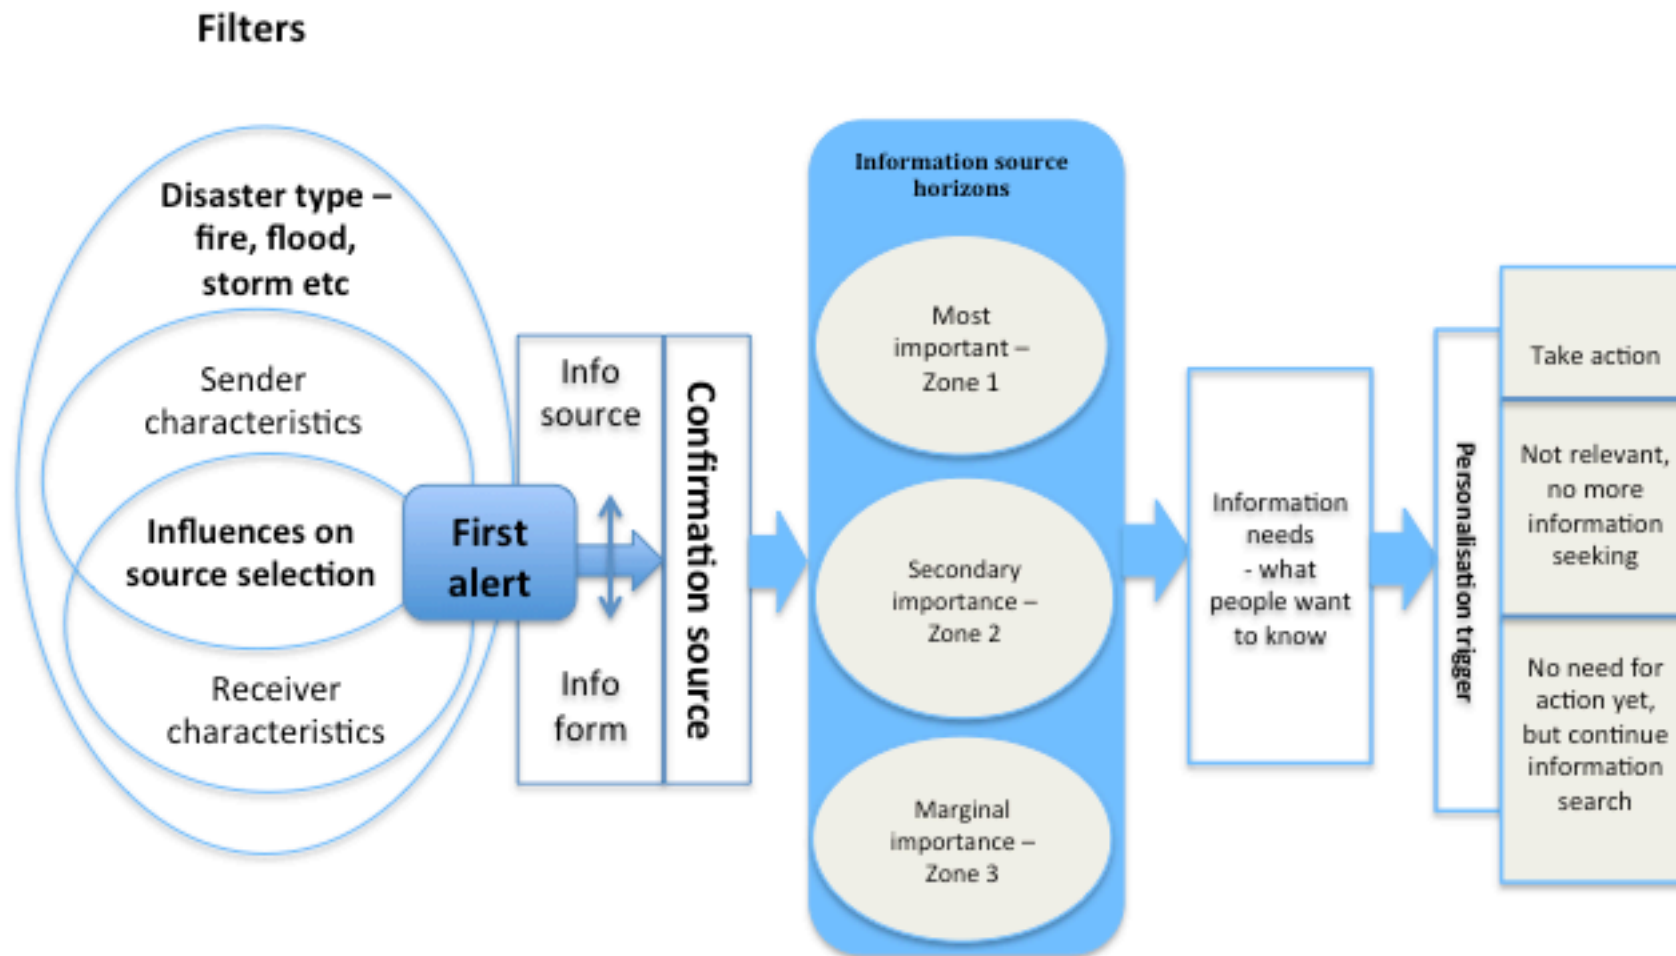 Filters
Disaster type –
fire, flood,
storm etc
Sender
characteristics
Influences on
source selection
Receiver
characteristics
First
alert
Info
source
Info
form
Confirmation source
Information source
horizons
Most
important –
Zone 1
Secondary
importance –
Zone 2
Marginal
importance –
Zone 3
Information
needs
- what
people want
to know
Personalisation trigger
Take action
Not relevant,
no more
information
seeking
No need for
action yet,
but continue
information
search